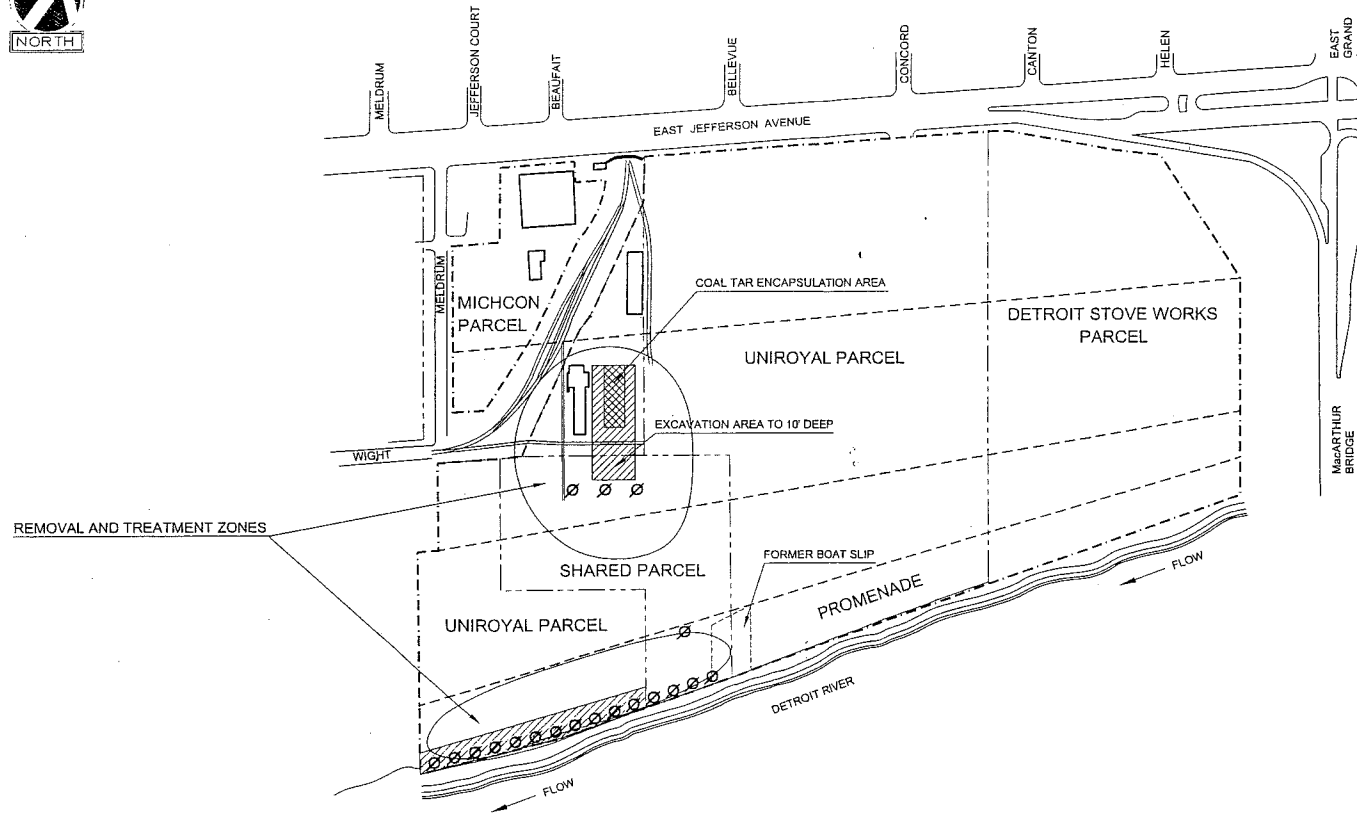 NORTH
MELDRUM
JEFFERSON COURT
BEAUFAIT
BELLEVUE
CONCORD
CANTON
HELEN
EAST
GRAND
EAST JEFFERSON AVENUE
MELDRUM
MICHCON
PARCEL
COAL TAR ENCAPSULATION AREA
UNIROYAL PARCEL
DETROIT STOVE WORKS
PARCEL
EXCAVATION AREA TO 10' DEEP
WIGHT
MacARTHUR
BRIDGE
REMOVAL AND TREATMENT ZONES
SHARED PARCEL
FORMER BOAT SLIP
FLOW
PROMENADE
UNIROYAL PARCEL
DETROIT RIVER
FLOW